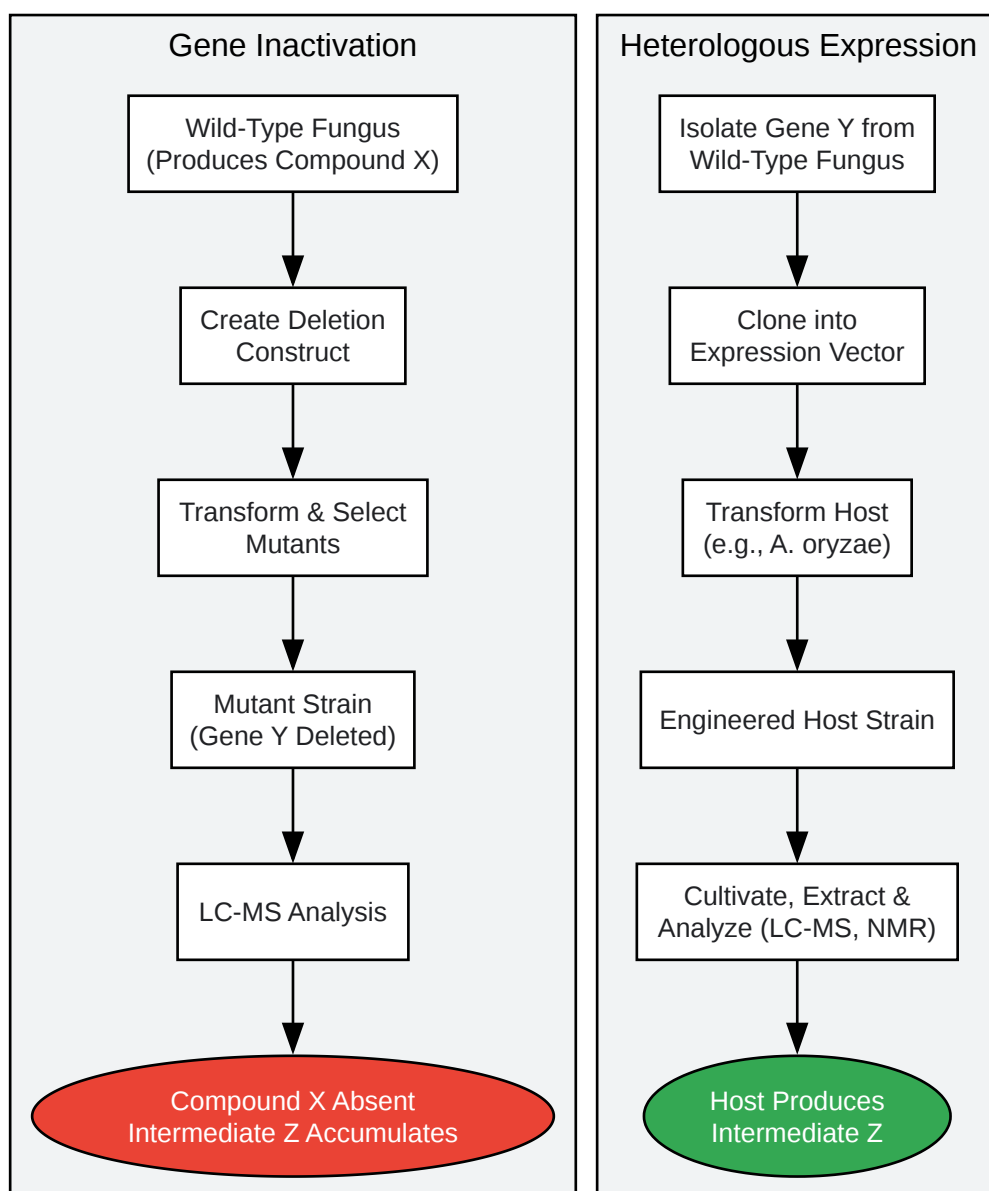 Gene Inactivation
Wild-Type Fungus
(Produces Compound X)
Create Deletion
Construct
Transform & Select
Mutants
Mutant Strain
(Gene Y Deleted)
LC-MS Analysis
Compound X Absent
Intermediate Z Accumulates
Heterologous Expression
Isolate Gene Y from
Wild-Type Fungus
Clone into
Expression Vector
Transform Host
(e.g., A. oryzae)
Engineered Host Strain
Cultivate, Extract &
Analyze (LC-MS, NMR)
Host Produces
Intermediate Z